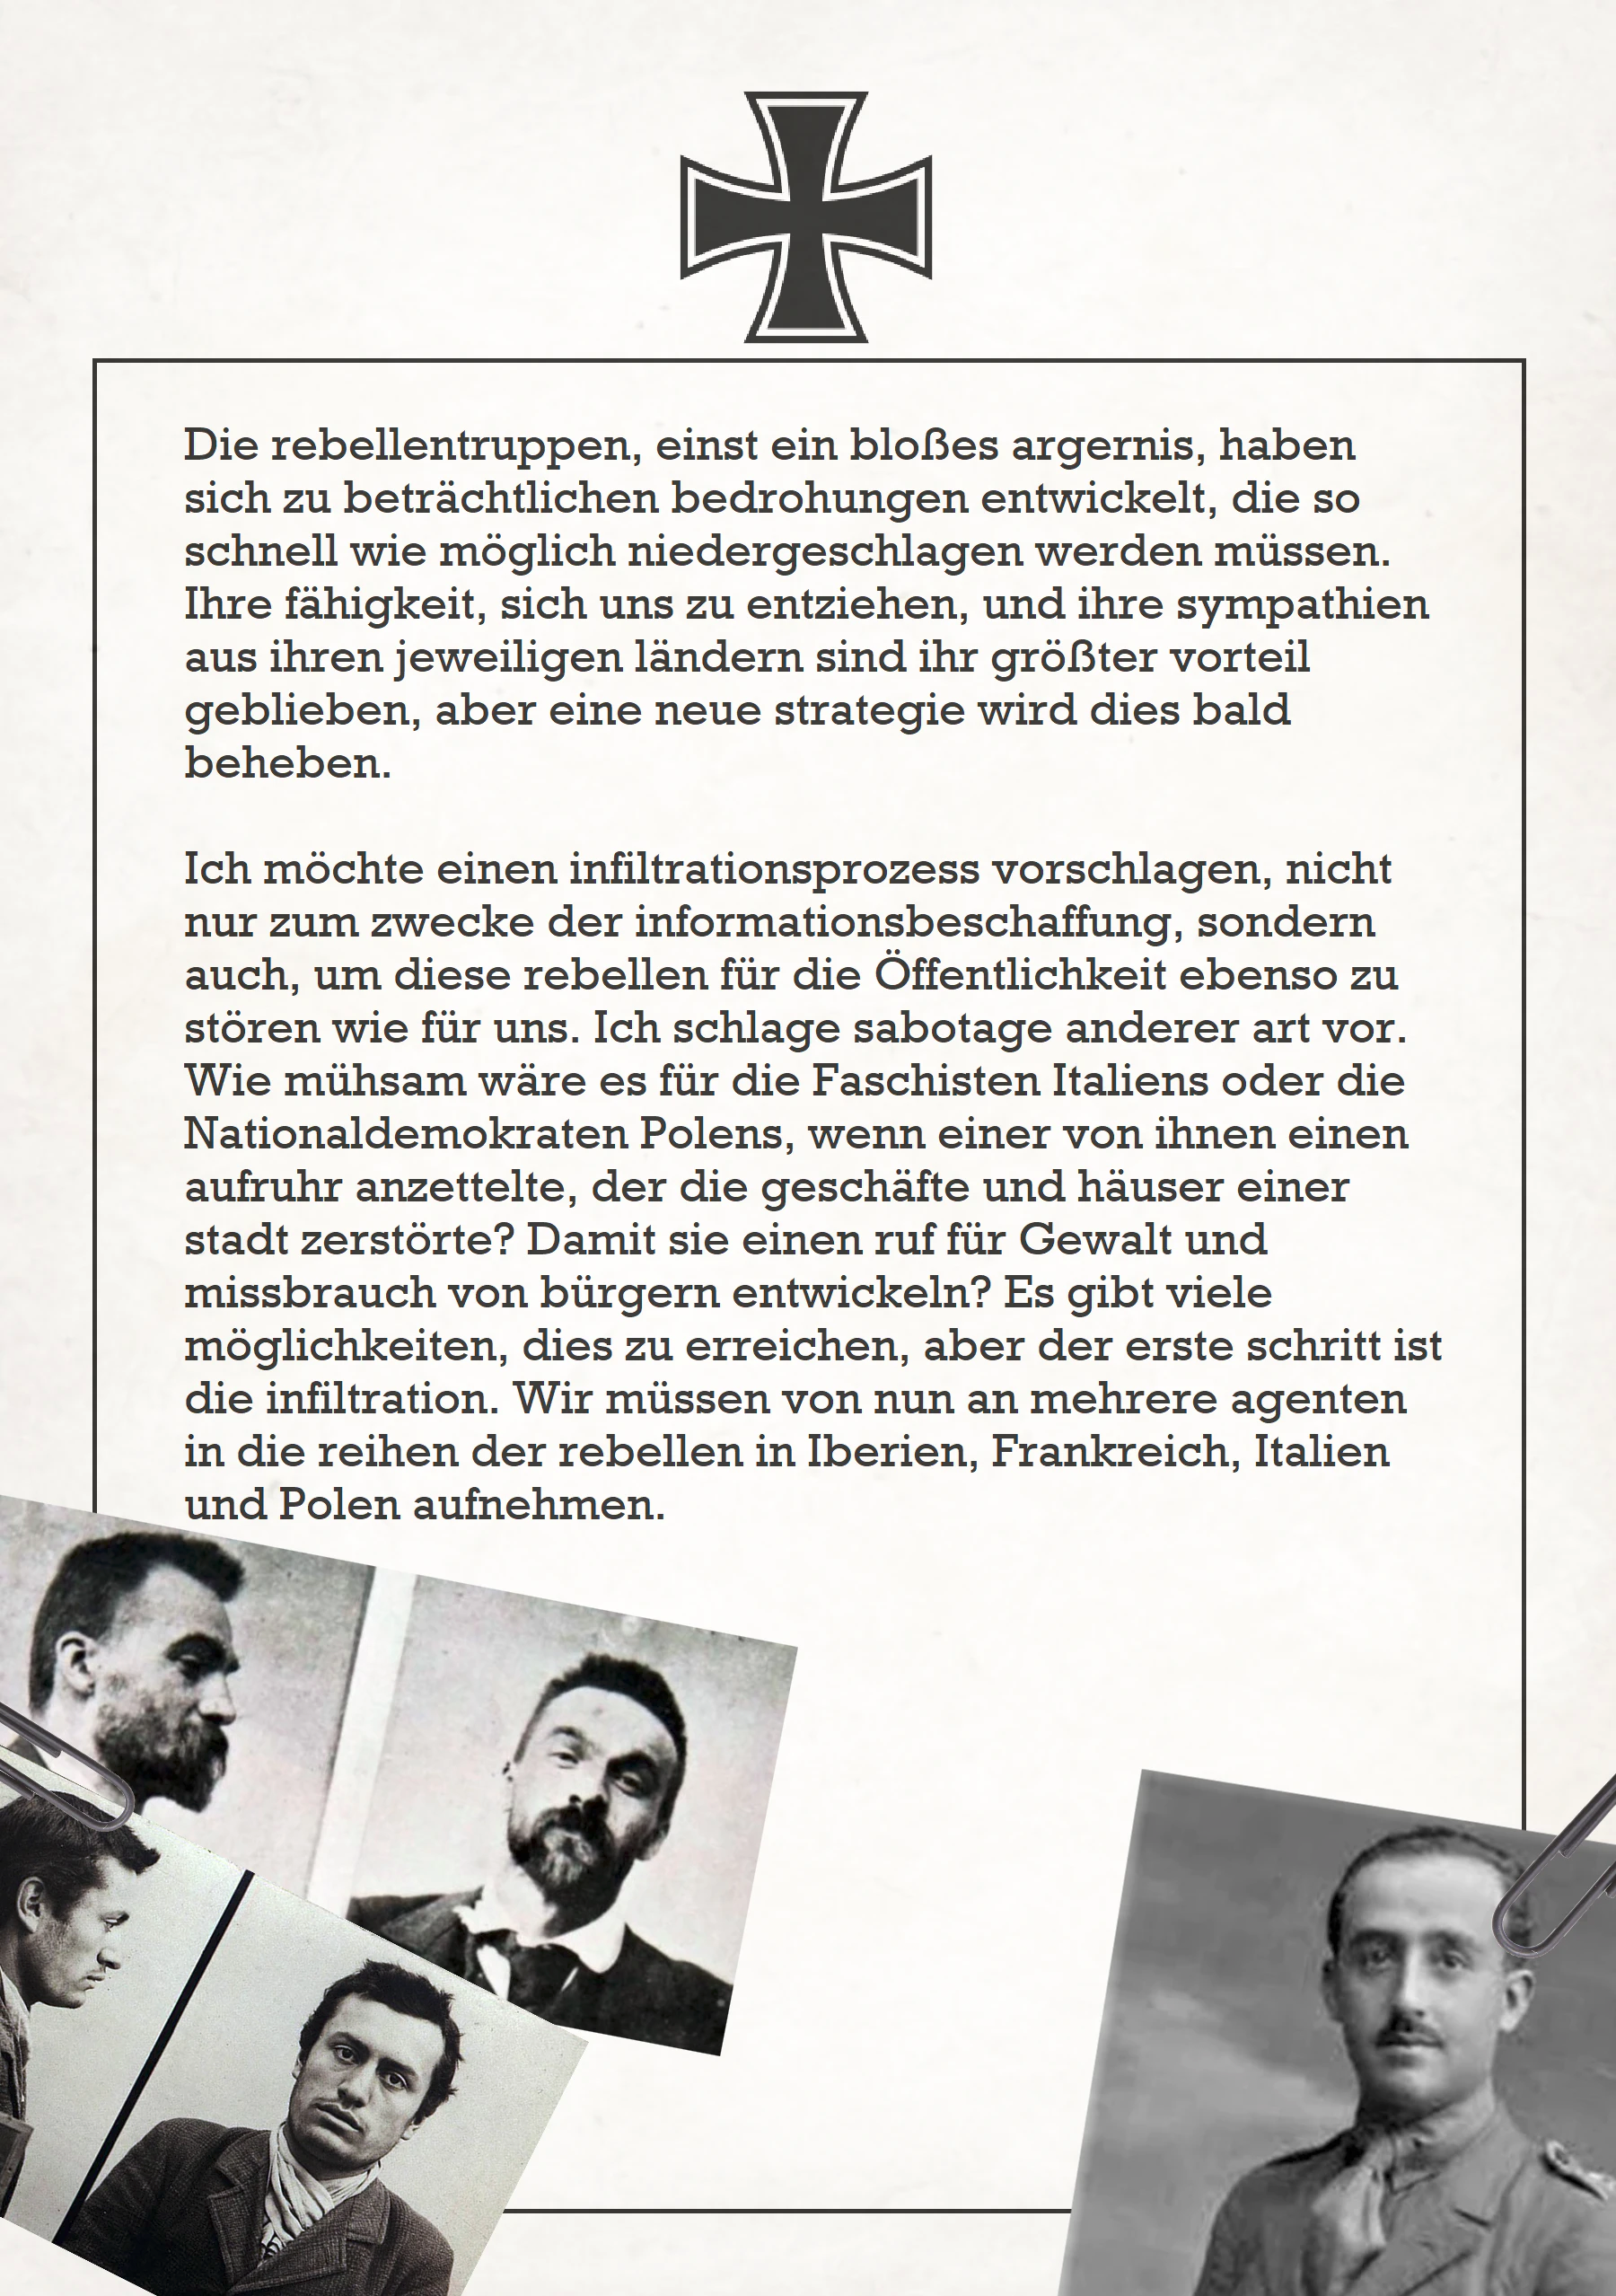 Die rebellentruppen, einst ein bloßes argernis, haben
sich zu beträchtlichen bedrohungen entwickelt, die so
schnell wie möglich niedergeschlagen werden müssen.
Ihre fähigkeit, sich uns zu entziehen, und ihre sympathien
aus ihren jeweiligen ländern sind ihr größter vorteil
geblieben, aber eine neue strategie wird dies bald
beheben.
Ich möchte einen infiltrationsprozess vorschlagen, nicht
nur zum zwecke der informationsbeschaffung, sondern
auch, um diese rebellen für die Öffentlichkeit ebenso zu
stören wie für uns. Ich schlage sabotage anderer art vor.
Wie mühsam wäre es für die Faschisten Italiens oder die
Nationaldemokraten Polens, wenn einer von ihnen einen
aufruhr anzettelte, der die geschäfte und häuser einer
stadt zerstörte? Damit sie einen ruf für Gewalt und
missbrauch von bürgern entwickeln? Es gibt viele
möglichkeiten, dies zu erreichen, aber der erste schritt ist
die infiltration. Wir müssen von nun an mehrere agenten
in die reihen der rebellen in Iberien, Frankreich, Italien
und Polen aufnehmen.